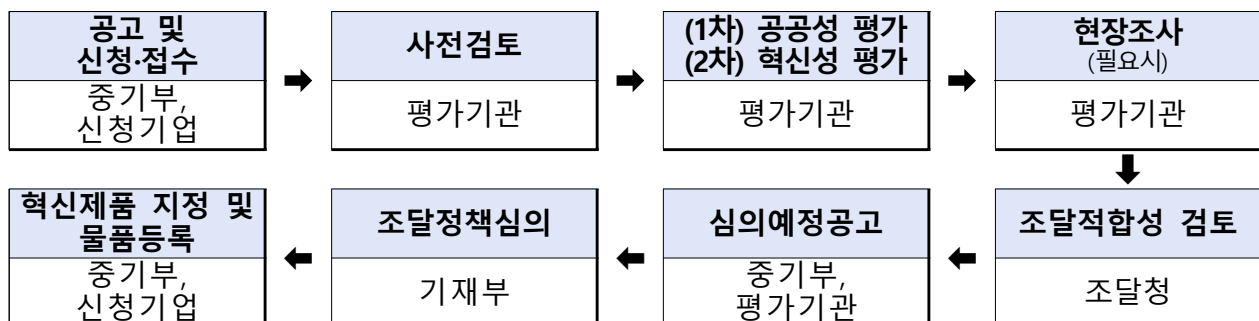 공고 및
신청·접수
중기부,
신청기업
사전검토
평가기관
(1차) 공공성 평가
(2차) 혁신성 평가
평가기관
현장조사
(필요시)
평가기관
조달적합성 검토
조달청
심의예정공고
중기부,
평가기관
조달정책심의
기재부
혁신제품 지정 및
물품등록
중기부,
신청기업